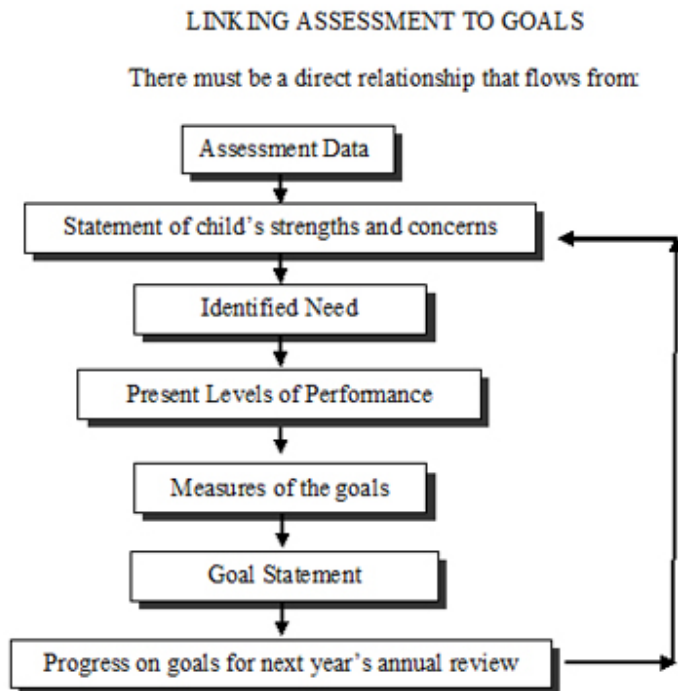 LINKING ASSESSMENT TO GOALS
There must be a direct relationship that flows from:
Assessment Data
Statement of child’s strengths and concerns
Identified Need
Present Levels of Performance
Measures of the goals
Goal Statement
Progress on goals for next year’s annual review